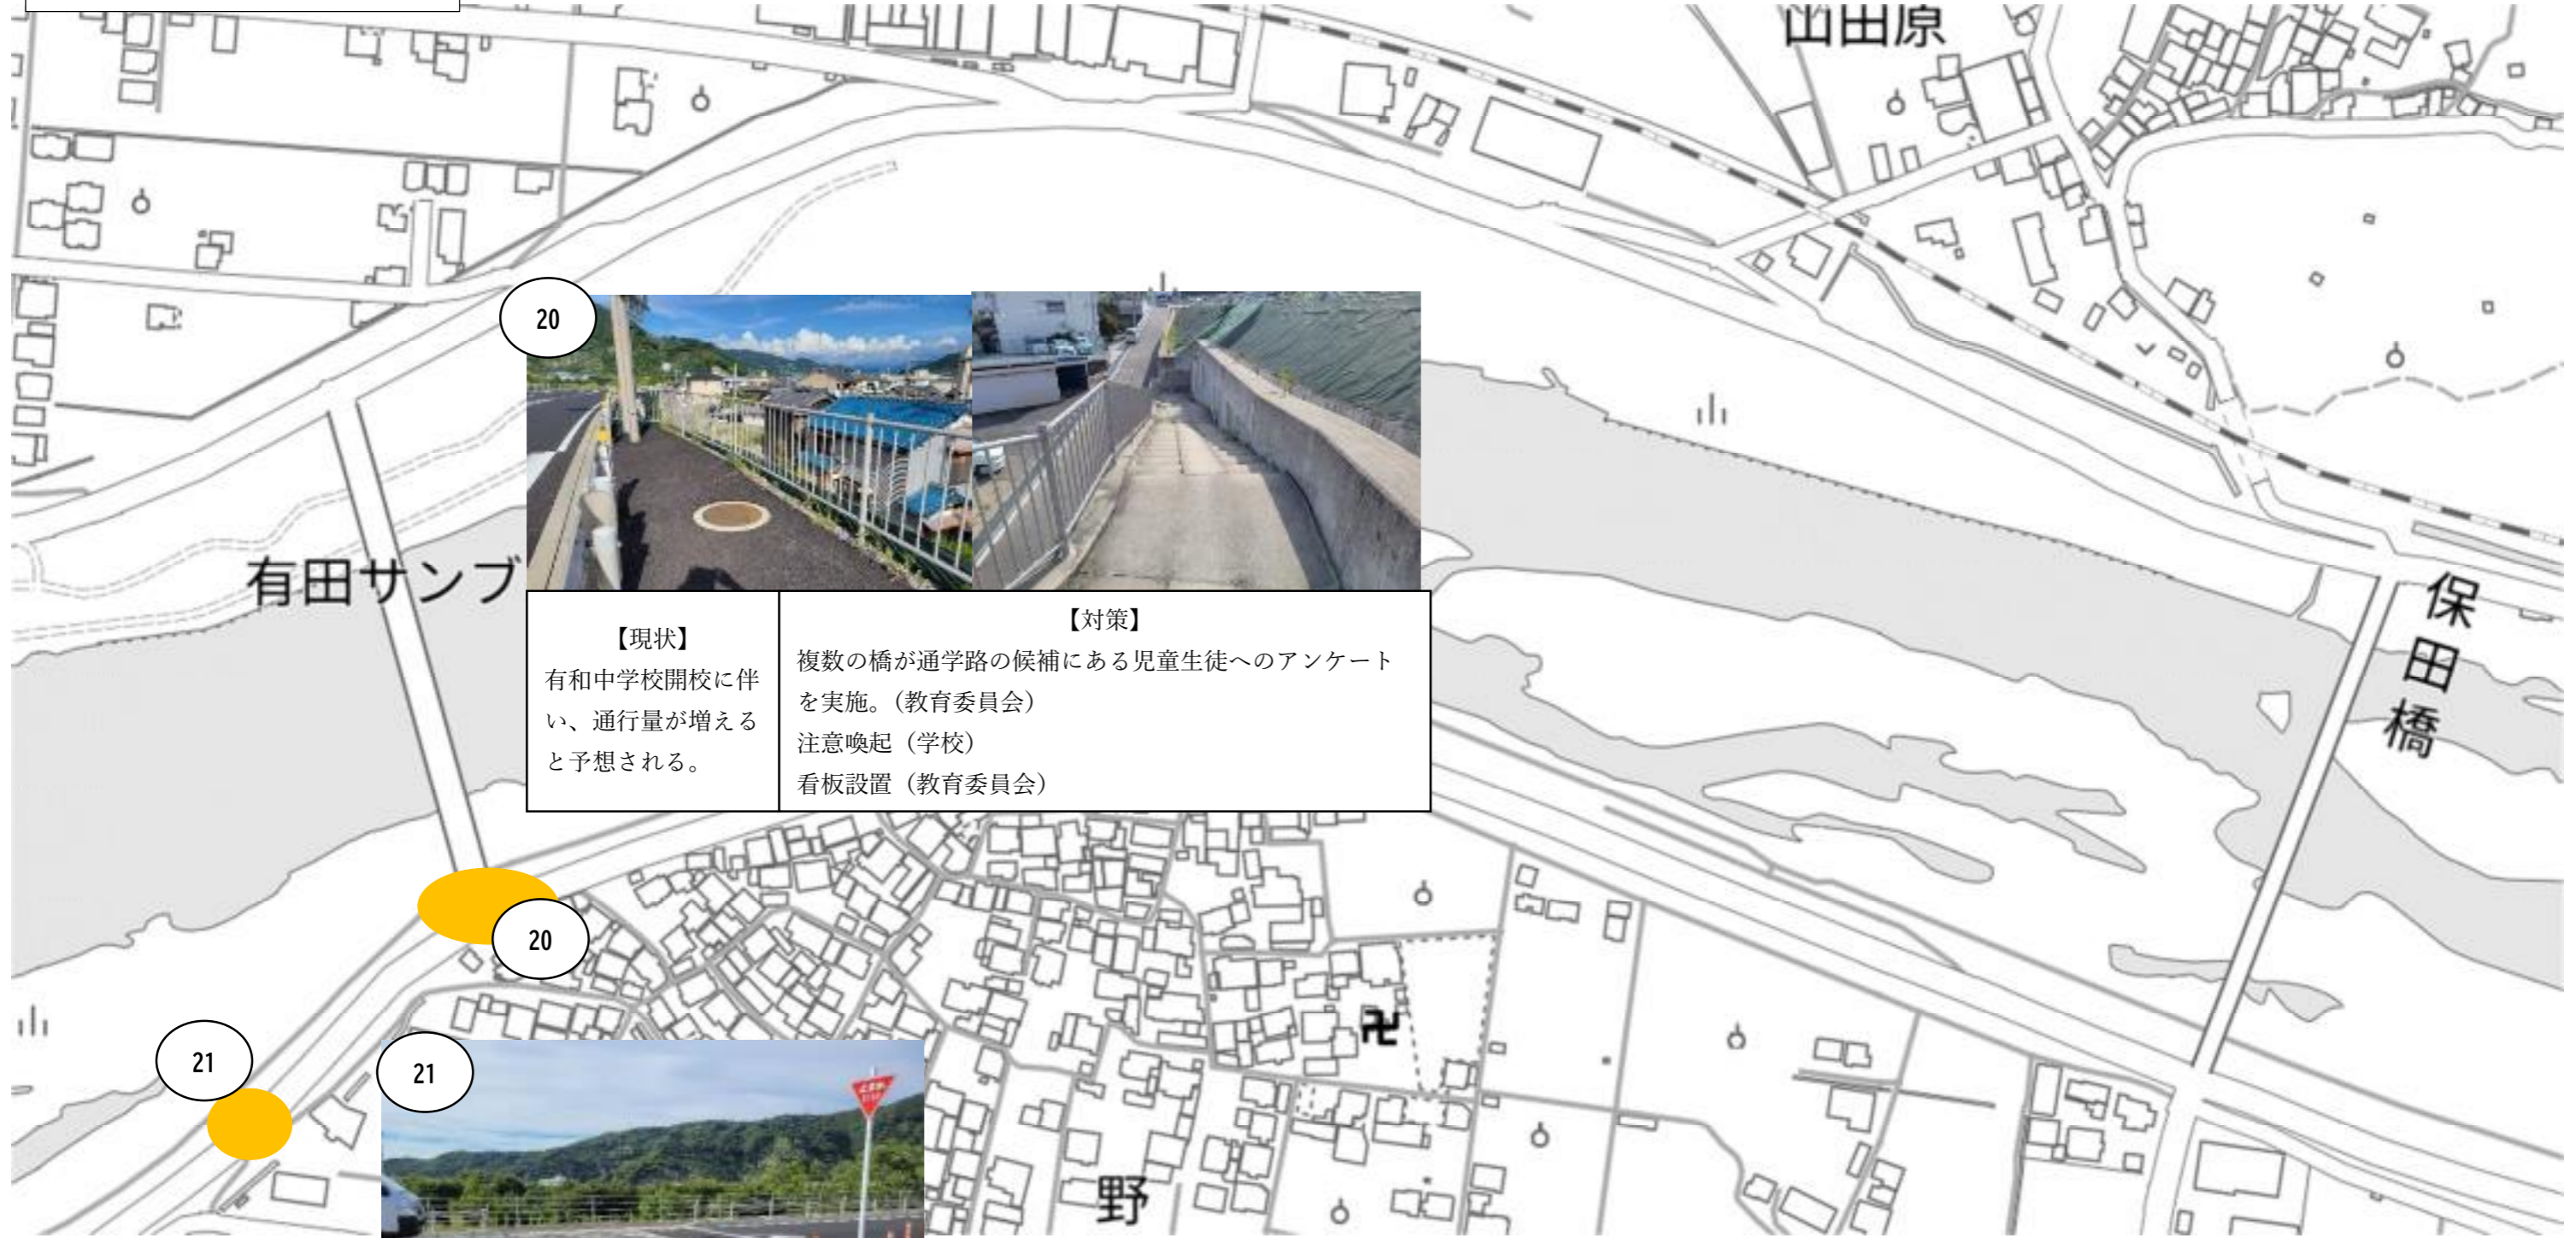 山田原
20
有田サンブ
保田橋
【現状】
有和中学校開校に伴
い、通行量が増える
と予想される。
【対策】
複数の橋が通学路の候補にある児童生徒へのアンケート
を実施。（教育委員会）
注意喚起（学校）
看板設置（教育委員会）
20
21
21
野